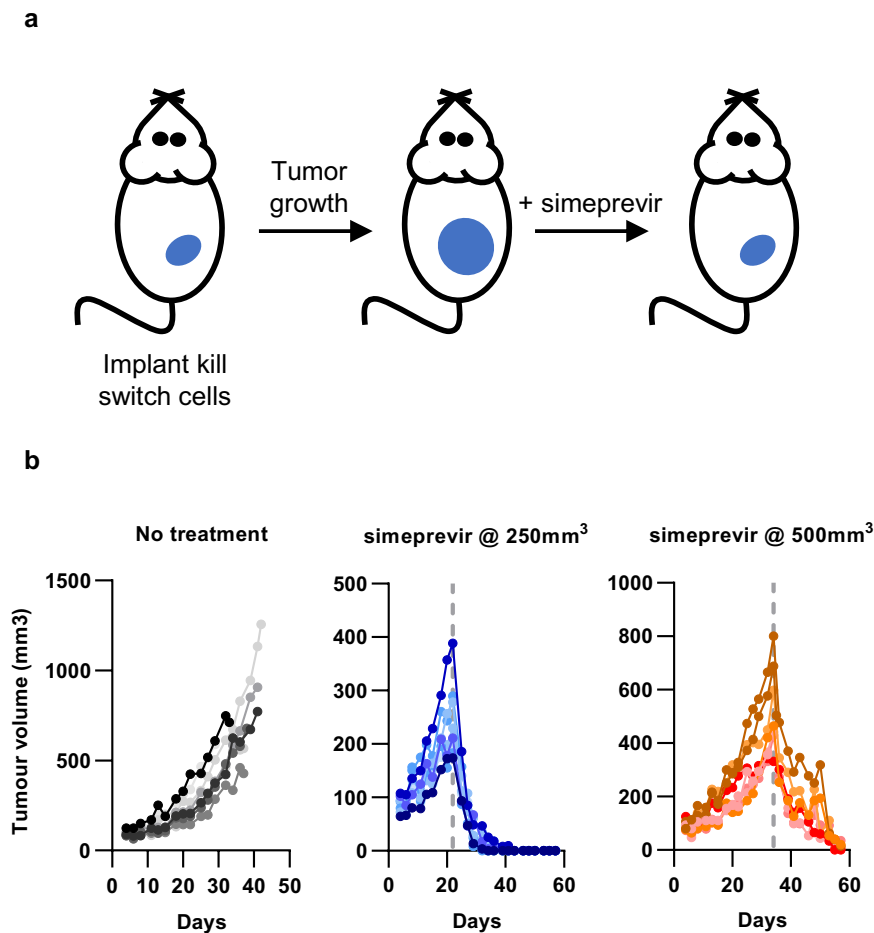 a
Tumor
growth
+ simeprevir
Implant kill
switch cells
b
No treatment
simeprevir @ 250mm³
simeprevir @ 500mm³
Tumour volume (mm3)
1500
1000
500
0
10
20
30
40
50
Days
500
400
300
200
100
0
0
20
40
60
Days
1000
800
600
400
200
0
0
20
40
60
Days